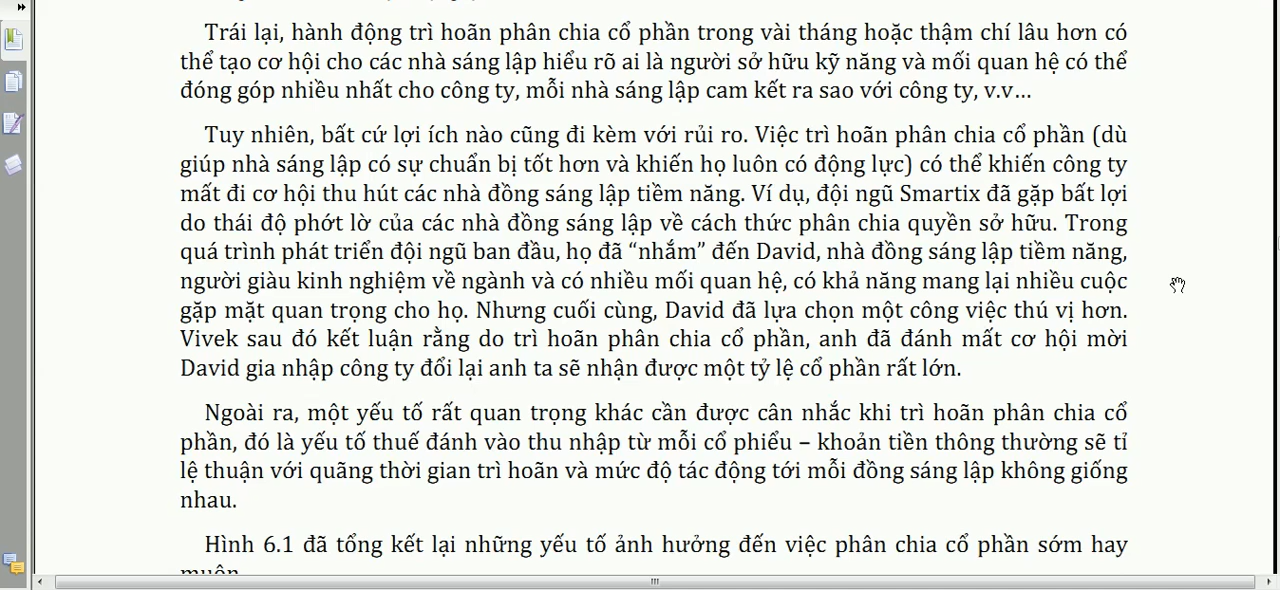 Trái lại, hành động trì hoãn phân chia cổ phần trong vài tháng hoặc thậm chí lâu hơn có
thể tạo cơ hội cho các nhà sáng lập hiểu rõ ai là người sở hữu kỹ năng và mối quan hệ có thể
đóng góp nhiều nhất cho công ty, mỗi nhà sáng lập cam kết ra sao với công ty, v.v…
Tuy nhiên, bất cứ lợi ích nào cũng đi kèm với rủi ro. Việc trì hoãn phân chia cổ phần (dù
giúp nhà sáng lập có sự chuẩn bị tốt hơn và khiến họ luôn có động lực) có thể khiến công ty
mất đi cơ hội thu hút các nhà đồng sáng lập tiềm năng. Ví dụ, đội ngũ Smartix đã gặp bất lợi
do thái độ phớt lờ của các nhà đồng sáng lập về cách thức phân chia quyền sở hữu. Trong
quá trình phát triển đội ngũ ban đầu, họ đã “nhắm” đến David, nhà đồng sáng lập tiềm năng,
người giàu kinh nghiệm về ngành và có nhiều mối quan hệ, có khả năng mang lại nhiều cuộc
gặp mặt quan trọng cho họ. Nhưng cuối cùng, David đã lựa chọn một công việc thú vị hơn.
Vivek sau đó kết luận rằng do trì hoãn phân chia cổ phần, anh đã đánh mất cơ hội mời
David gia nhập công ty đổi lại anh ta sẽ nhận được một tỷ lệ cổ phần rất lớn.
Ngoài ra, một yếu tố rất quan trọng khác cần được cân nhắc khi trì hoãn phân chia cổ
phần, đó là yếu tố thuế đánh vào thu nhập từ mỗi cổ phiếu – khoản tiền thông thường sẽ tỉ
lệ thuận với quãng thời gian trì hoãn và mức độ tác động tới mỗi đồng sáng lập không giống
nhau.
Hình 6.1 đã tổng kết lại những yếu tố ảnh hưởng đến việc phân chia cổ phần sớm hay
muộn